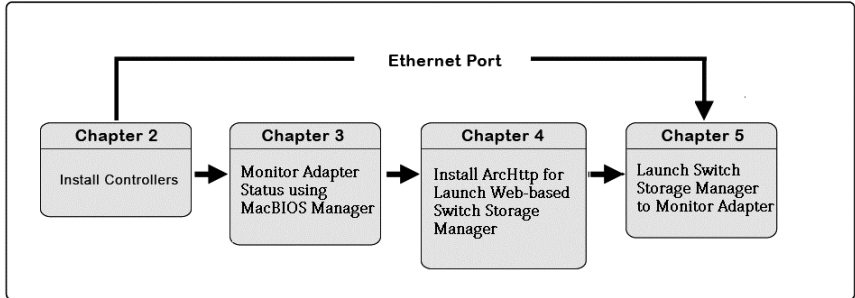 Ethernet Port
Chapter 2
Install Controllers
Chapter 3
Monitor Adapter
Status using
MacBIOS Manager
Chapter 4
Install ArcHttp for
Launch Web-based
Switch Storage
Manager
Chapter 5
Launch Switch
Storage Manager
to Monitor Adapter